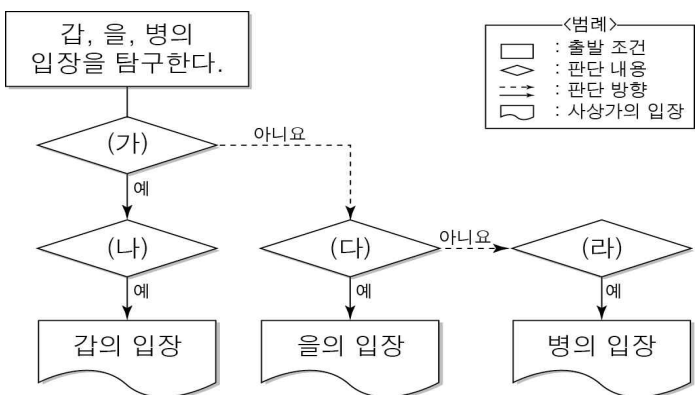 갑, 을, 병의
입장을 탐구한다.
<범례>
: 출발 조건
: 판단 내용
: 판단 방향
: 사상가의 입장
(가)
아니요
예
(나)
(다)
아니요
(라)
예
예
예
갑의 입장
을의 입장
병의 입장